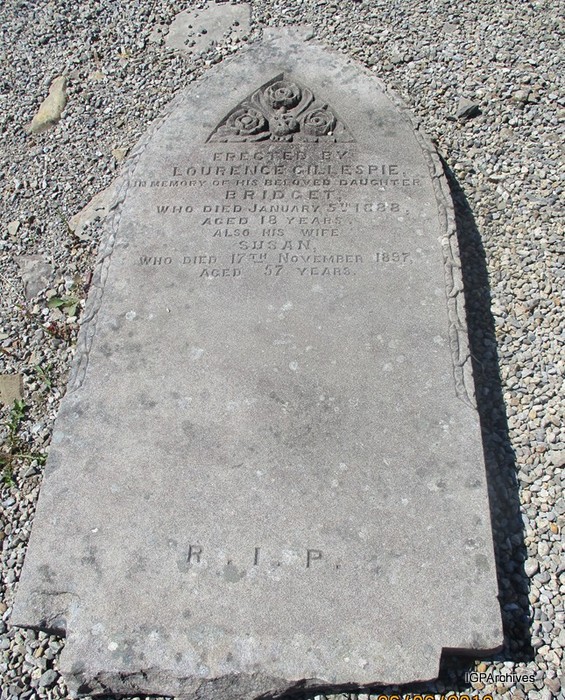 ERECTED BY
LOURENCE GILLESPIE.
IN MEMORY OF HIS BELOVED DAUGHTER
BRIDGET,
WHO DIED JANUARY 5TH 1888.
AGED 18 YEARS.
ALSO HIS WIFE
SUSAN,
WHO DIED 17TH NOVEMBER 1897,
AGED 57 YEARS.
R. I. P.
IGPArchives